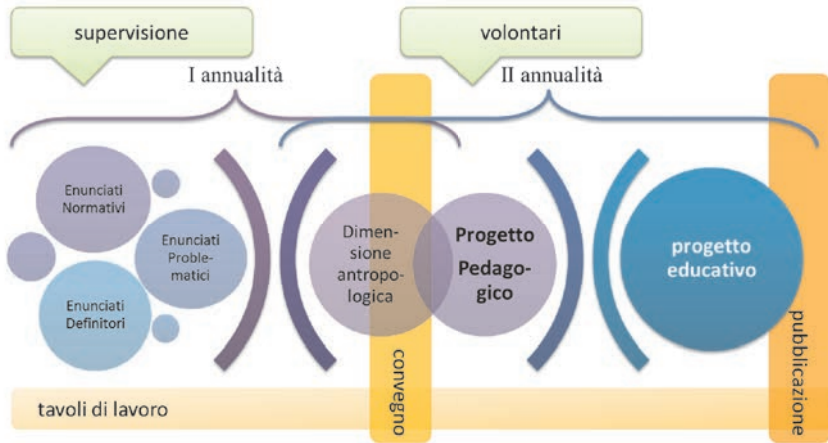 supervisione
volontari
I annualità
II annualità
Enunciati
Normativi
Enunciati
Proble-
matici
Enunciati
Definitori
Dimen-
sione
antropo-
logica
Progetto
Pedago-
gico
progetto
educativo
convegno
pubblicazione
tavoli di lavoro